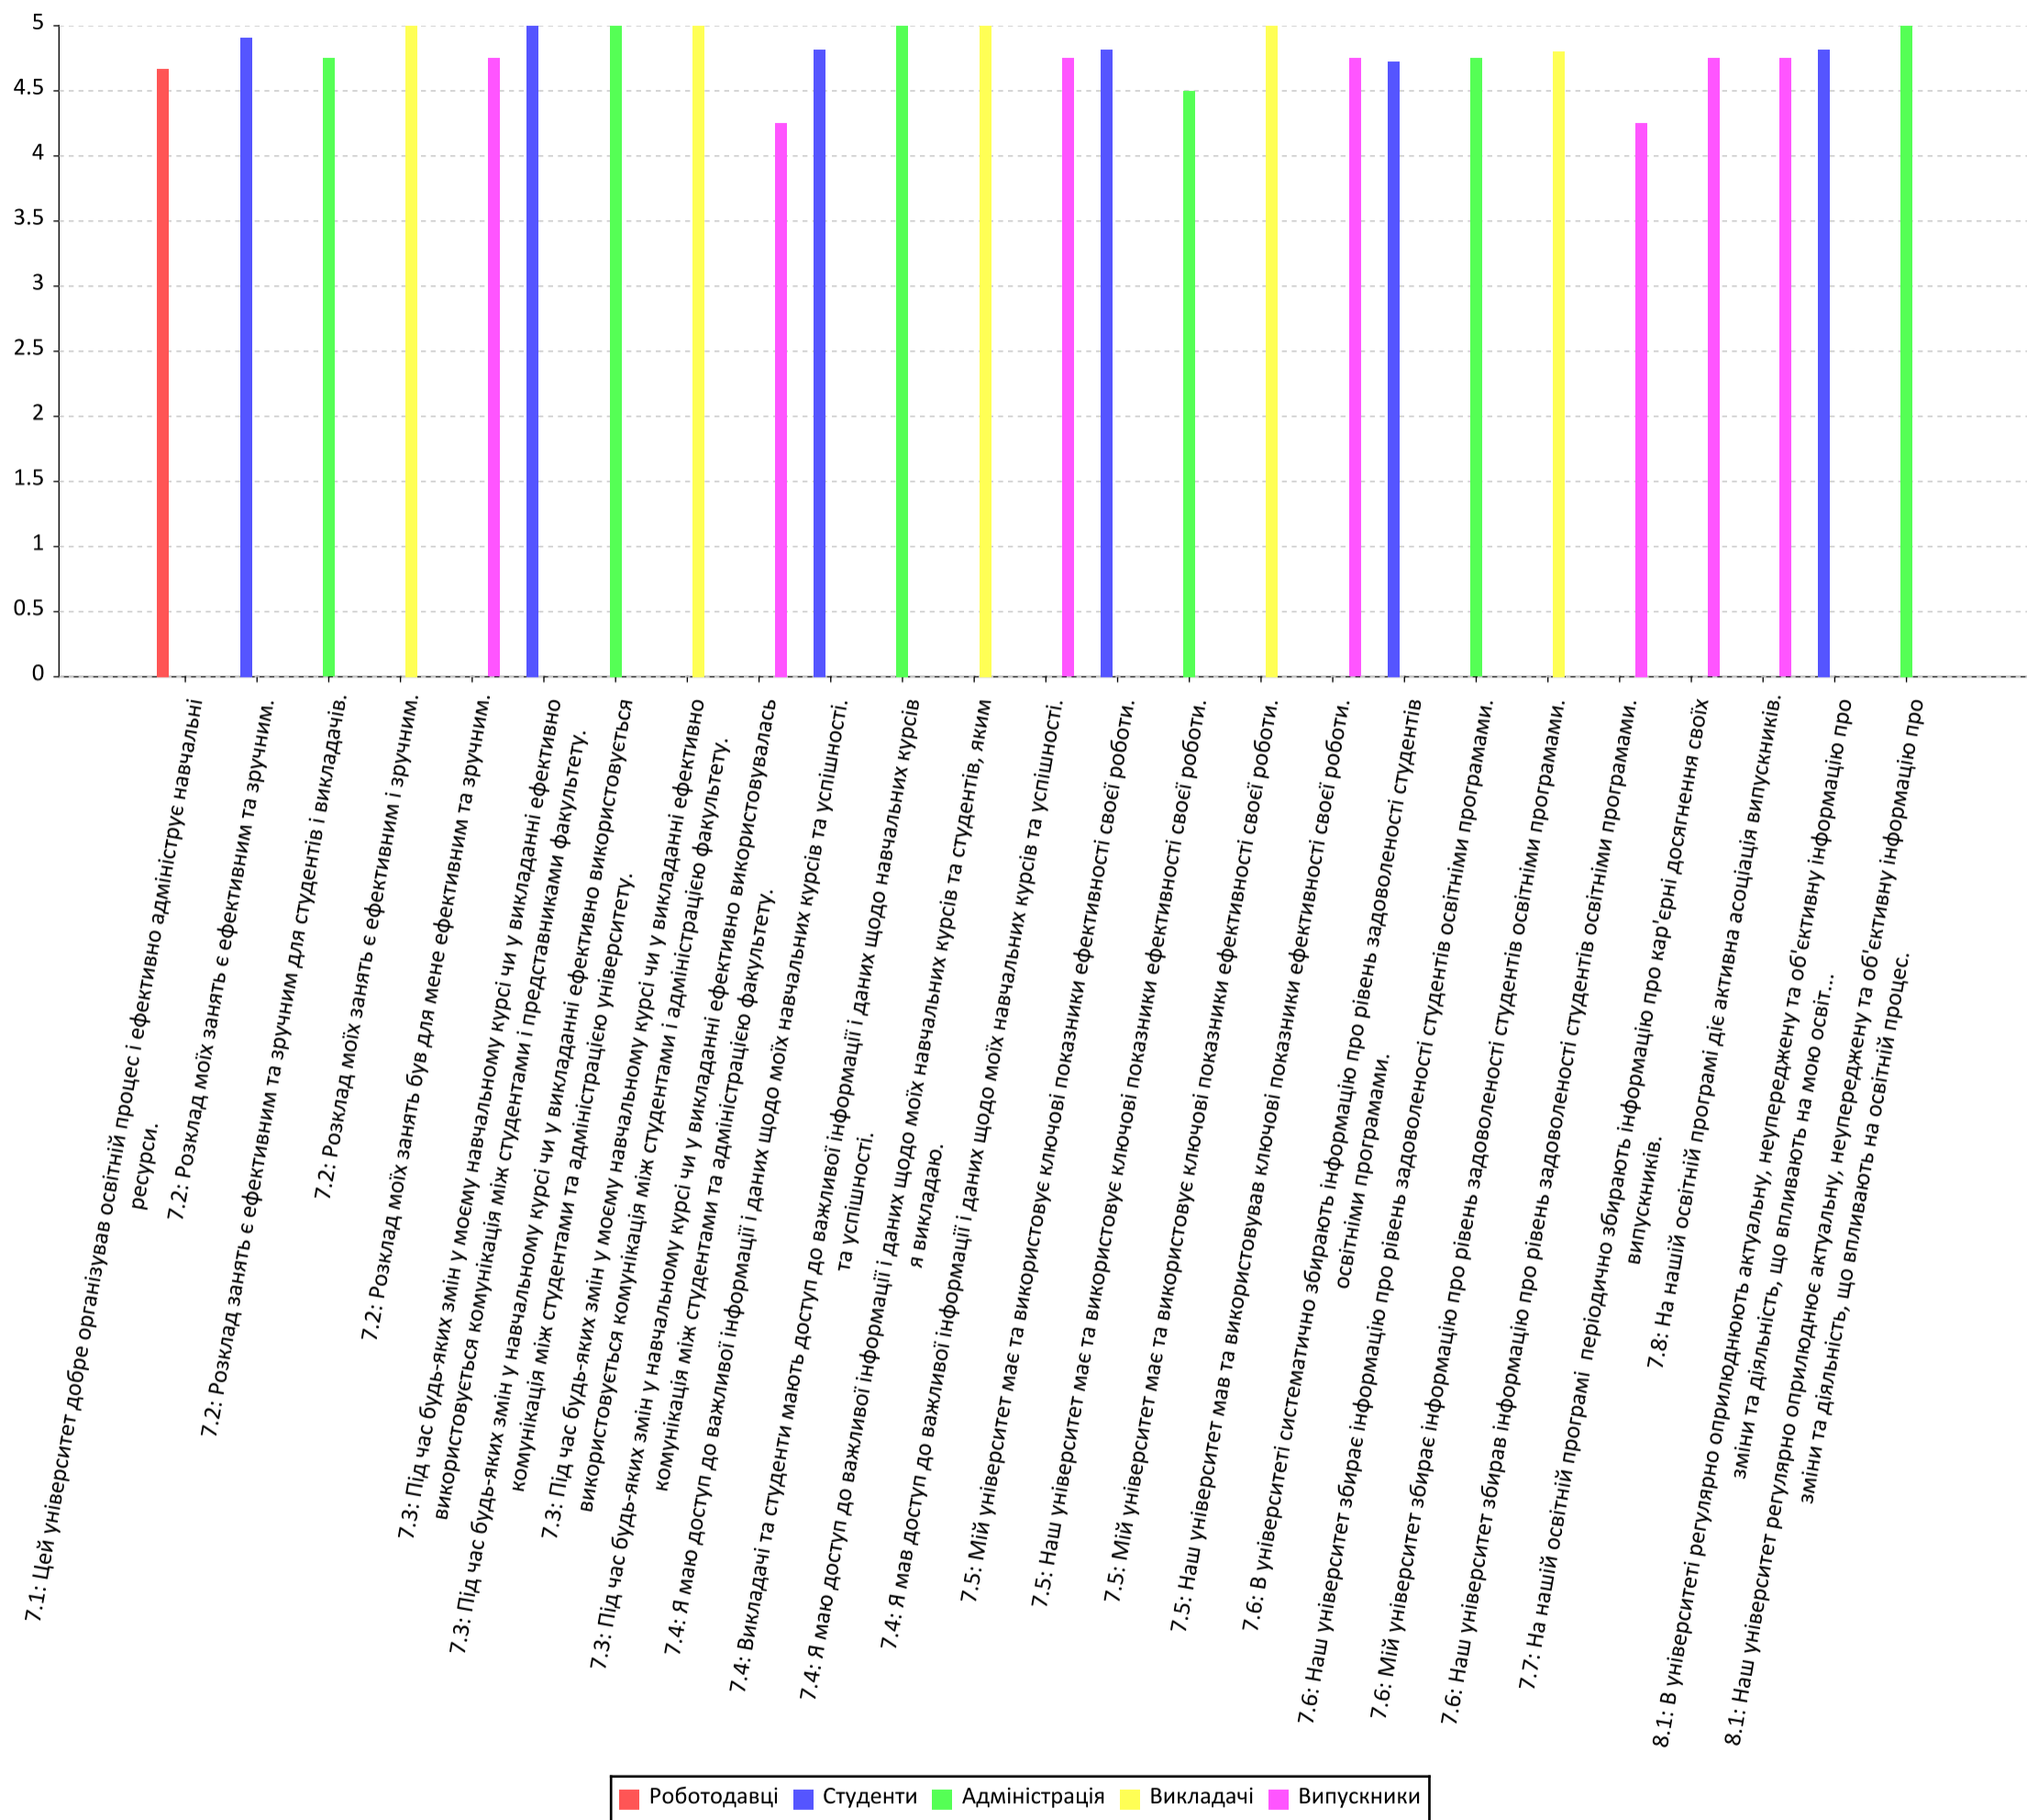 5
4.5
4
3.5
3
2.5
2
1.5
1
0.5
0
7.1: Цей університет добре організував освітній процес і ефективно адмініструє навчальні
ресурси.
7.2: Розклад моїх занять є ефективним та зручним.
7.2: Розклад занять є ефективним та зручним для студентів і викладачів.
7.2: Розклад моїх занять є ефективним і зручним.
7.2: Розклад моїх занять був для мене ефективним та зручним.
7.3: Під час будь-яких змін у моєму навчальному курсі чи у викладанні ефективно
використовується комунікація між студентами і представниками факультету.
7.3: Під час будь-яких змін у навчальному курсі чи у викладанні ефективно використовується
комунікація між студентами та адміністрацією університету.
7.3: Під час будь-яких змін у моєму навчальному курсі чи у викладанні ефективно
використовується комунікація між студентами і адміністрацією факультету.
7.3: Під час будь-яких змін у навчальному курсі чи у викладанні ефективно використовувалась
комунікація між студентами та адміністрацією факультету.
7.4: Я маю доступ до важливої інформації і даних щодо моїх навчальних курсів та успішності.
7.4: Викладачі та студенти мають доступ до важливої інформації і даних щодо навчальних курсів
та успішності.
7.4: Я маю доступ до важливої інформації і даних щодо моїх навчальних курсів та студентів, яким
я викладаю.
7.4: Я мав доступ до важливої інформації і даних щодо моїх навчальних курсів та успішності.
7.5: Мій університет має та використовує ключові показники ефективності своєї роботи.
7.5: Наш університет має та використовує ключові показники ефективності своєї роботи.
7.5: Мій університет має та використовує ключові показники ефективності своєї роботи.
7.5: Наш університет мав та використовував ключові показники ефективності своєї роботи.
7.6: В університеті систематично збирають інформацію про рівень задоволеності студентів
освітніми програмами.
7.6: Наш університет збирає інформацію про рівень задоволеності студентів освітніми програмами.
7.6: Мій університет збирає інформацію про рівень задоволеності студентів освітніми програмами.
7.6: Наш університет збирав інформацію про рівень задоволеності студентів освітніми програмами.
7.7: На нашій освітній програмі періодично збирають інформацію про кар'єрні досягнення своїх
випускників.
7.8: На нашій освітній програмі діє активна асоціація випускників.
8.1: В університеті регулярно оприлюднюють актуальну, неупереджену та об'єктивну інформацію про
зміни та діяльність, що впливають на мою освіт...
8.1: Наш університет регулярно оприлюднює актуальну, неупереджену та об'єктивну інформацію про
зміни та діяльність, що впливають на освітній процес.
Роботодавці Студенти Адміністрація Викладачі Випускники